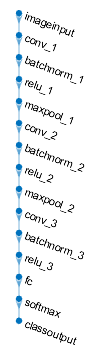 imageinput
conv_1
batchnorm_1
relu_1
maxpool_1
conv_2
batchnorm_2
relu_2
maxpool_2
conv_3
batchnorm_3
relu_3
fc
softmax
classoutput